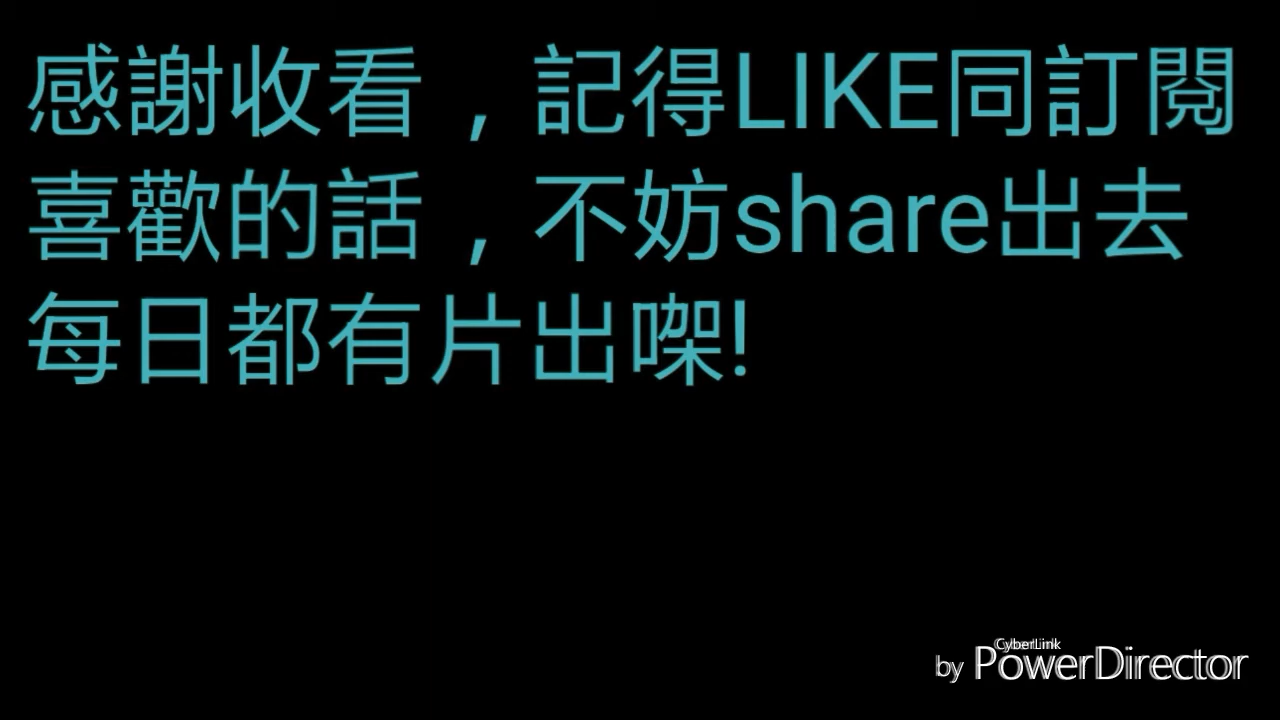 感謝收看，記得LIKE同訂閱
喜歡的話，不妨share出去
每日都有片出㗎!
CyberLink
by PowerDirector